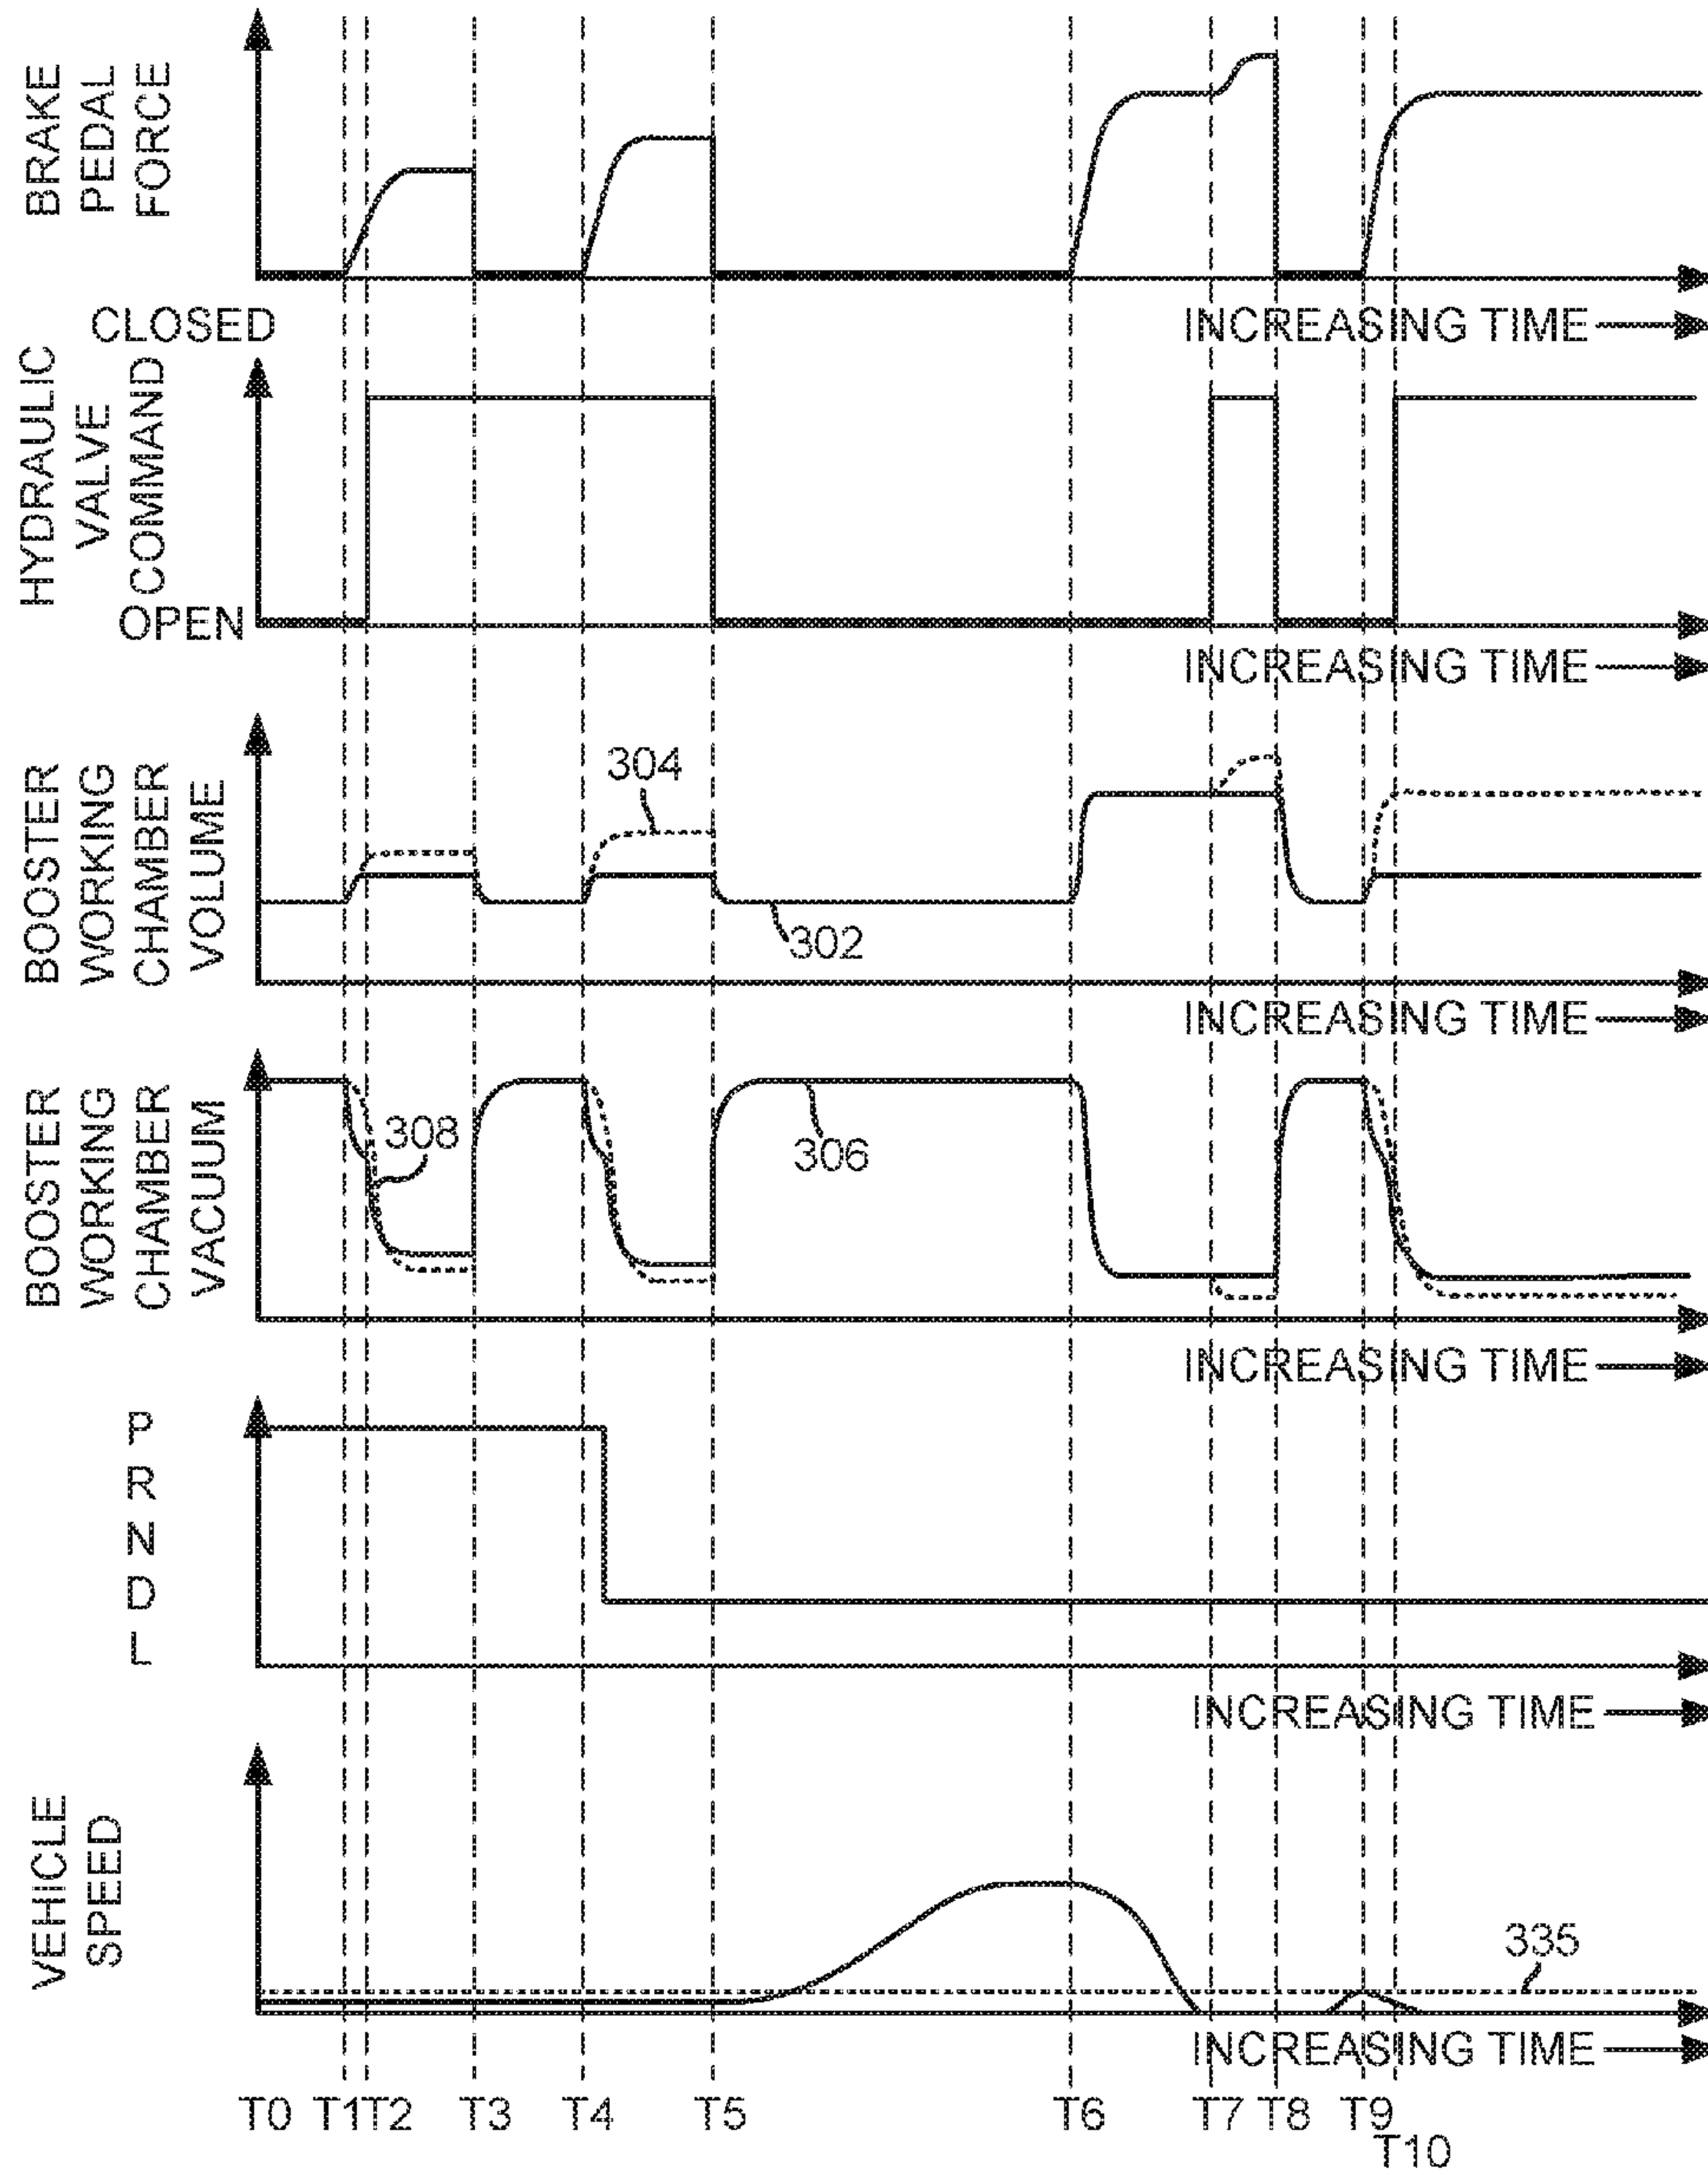 BRAKE
PEDAL
FORCE
INCREASING TIME
CLOSED
HYDRAULIC
VALVE
COMMAND
OPEN
INCREASING TIME
BOOSTER
WORKING
CHAMBER
VOLUME
304
302
INCREASING TIME
BOOSTER
WORKING
CHAMBER
VACUUM
308
306
INCREASING TIME
P
R
N
D
L
INCREASING TIME
VEHICLE
SPEED
335
INCREASING TIME
T0 T1 T2 T3 T4 T5 T6 T7 T8 T9
T10